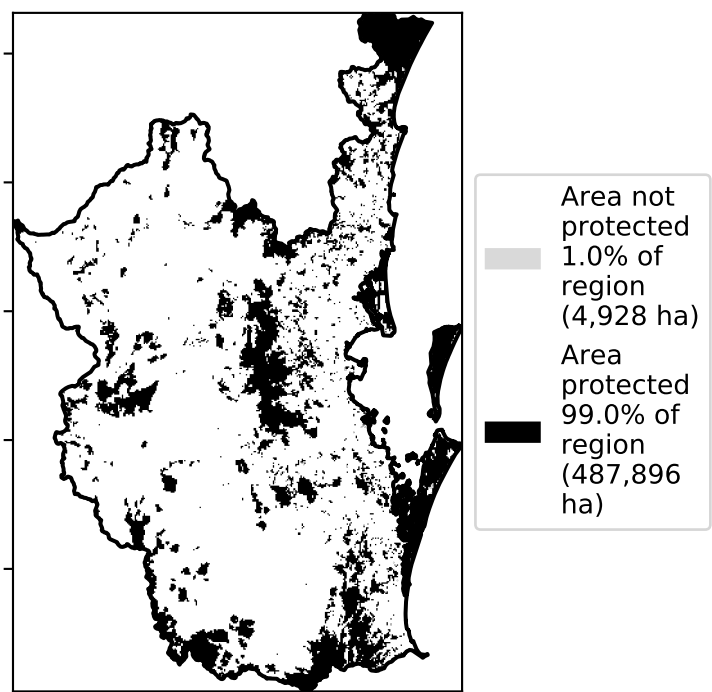 Area not
protected
1.0% of
region
(4,928 ha)
Area
protected
99.0% of
region
(487,896
ha)